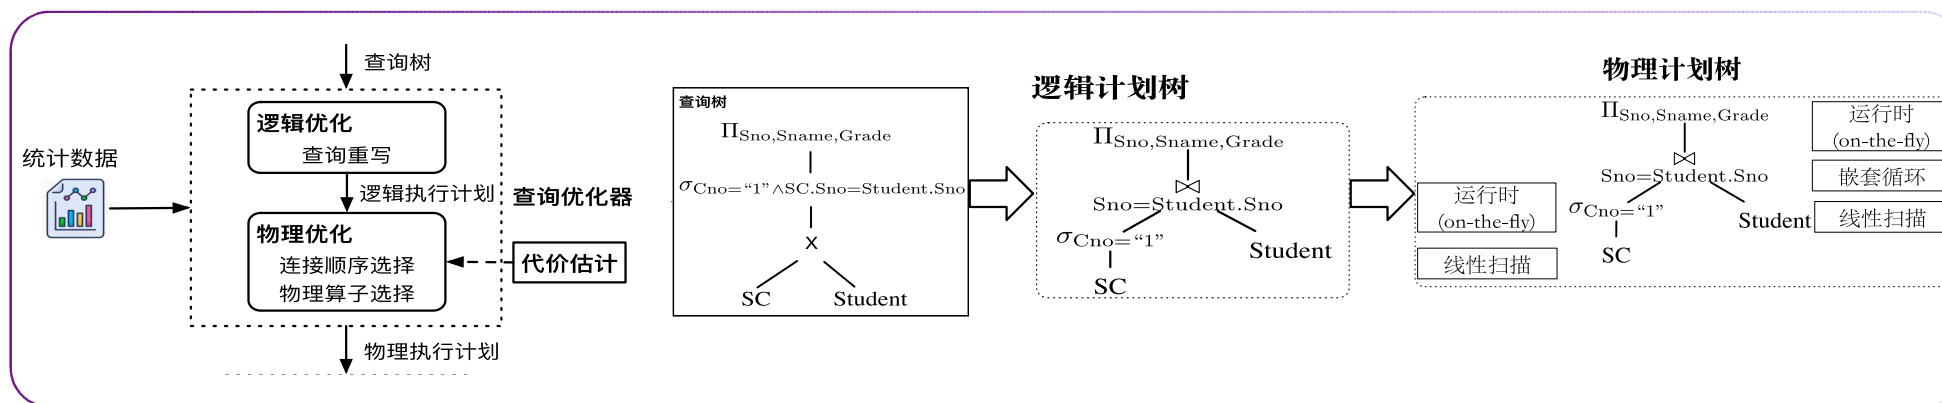 查询树
逻辑优化
查询重写
统计数据
逻辑执行计划
查询优化器
物理优化
连接顺序选择
物理算子选择
代价估计
物理执行计划
查询树
ΠSno,Sname,Grade
σCno=“1”∧SC.Sno=Student.Sno
X
SC Student
逻辑计划树
ΠSno,Sname,Grade
⋈
Sno=Student.Sno
σCno=“1”
Student
SC
物理计划树
ΠSno,Sname,Grade
运行时
(on-the-fly)
⋈
嵌套循环
Sno=Student.Sno
运行时
(on-the-fly)
σCno=“1”
Student
线性扫描
SC
线性扫描